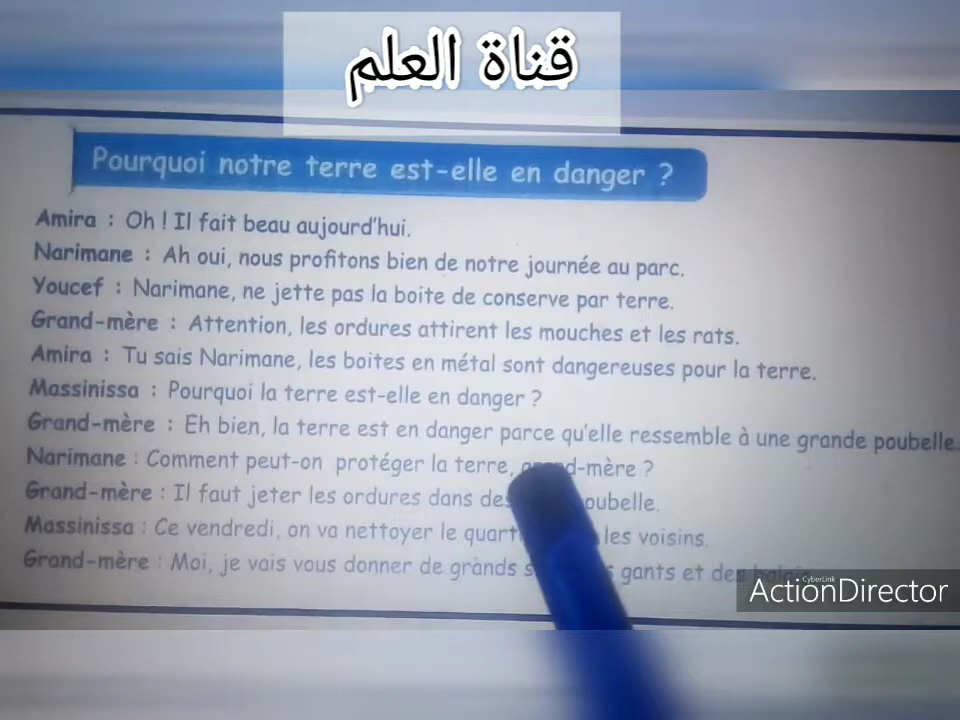 قناة العلم
Pourquoi notre terre est-elle en danger ?
Amira : Oh ! Il fait beau aujourd'hui.
Narimane : Ah oui, nous profitons bien de notre journée au parc.
Youcef : Narimane, ne jette pas la boite de conserve par terre.
Grand-mère : Attention, les ordures attirent les mouches et les rats.
Amira : Tu sais Narimane, les boites en métal sont dangereuses pour la terre.
Massinissa : Pourquoi la terre est-elle en danger ?
Grand-mère : Eh bien, la terre est en danger parce qu'elle ressemble à une grande poubelle.
Narimane : Comment peut-on protéger la terre, grand-mère ?
Grand-mère : Il faut jeter les ordures dans des poubelle.
Massinissa : Ce vendredi, on va nettoyer le les voisins.
Grand-mère : Moi, je vais vous donner de grands gants et des
CyberLink
ActionDirector